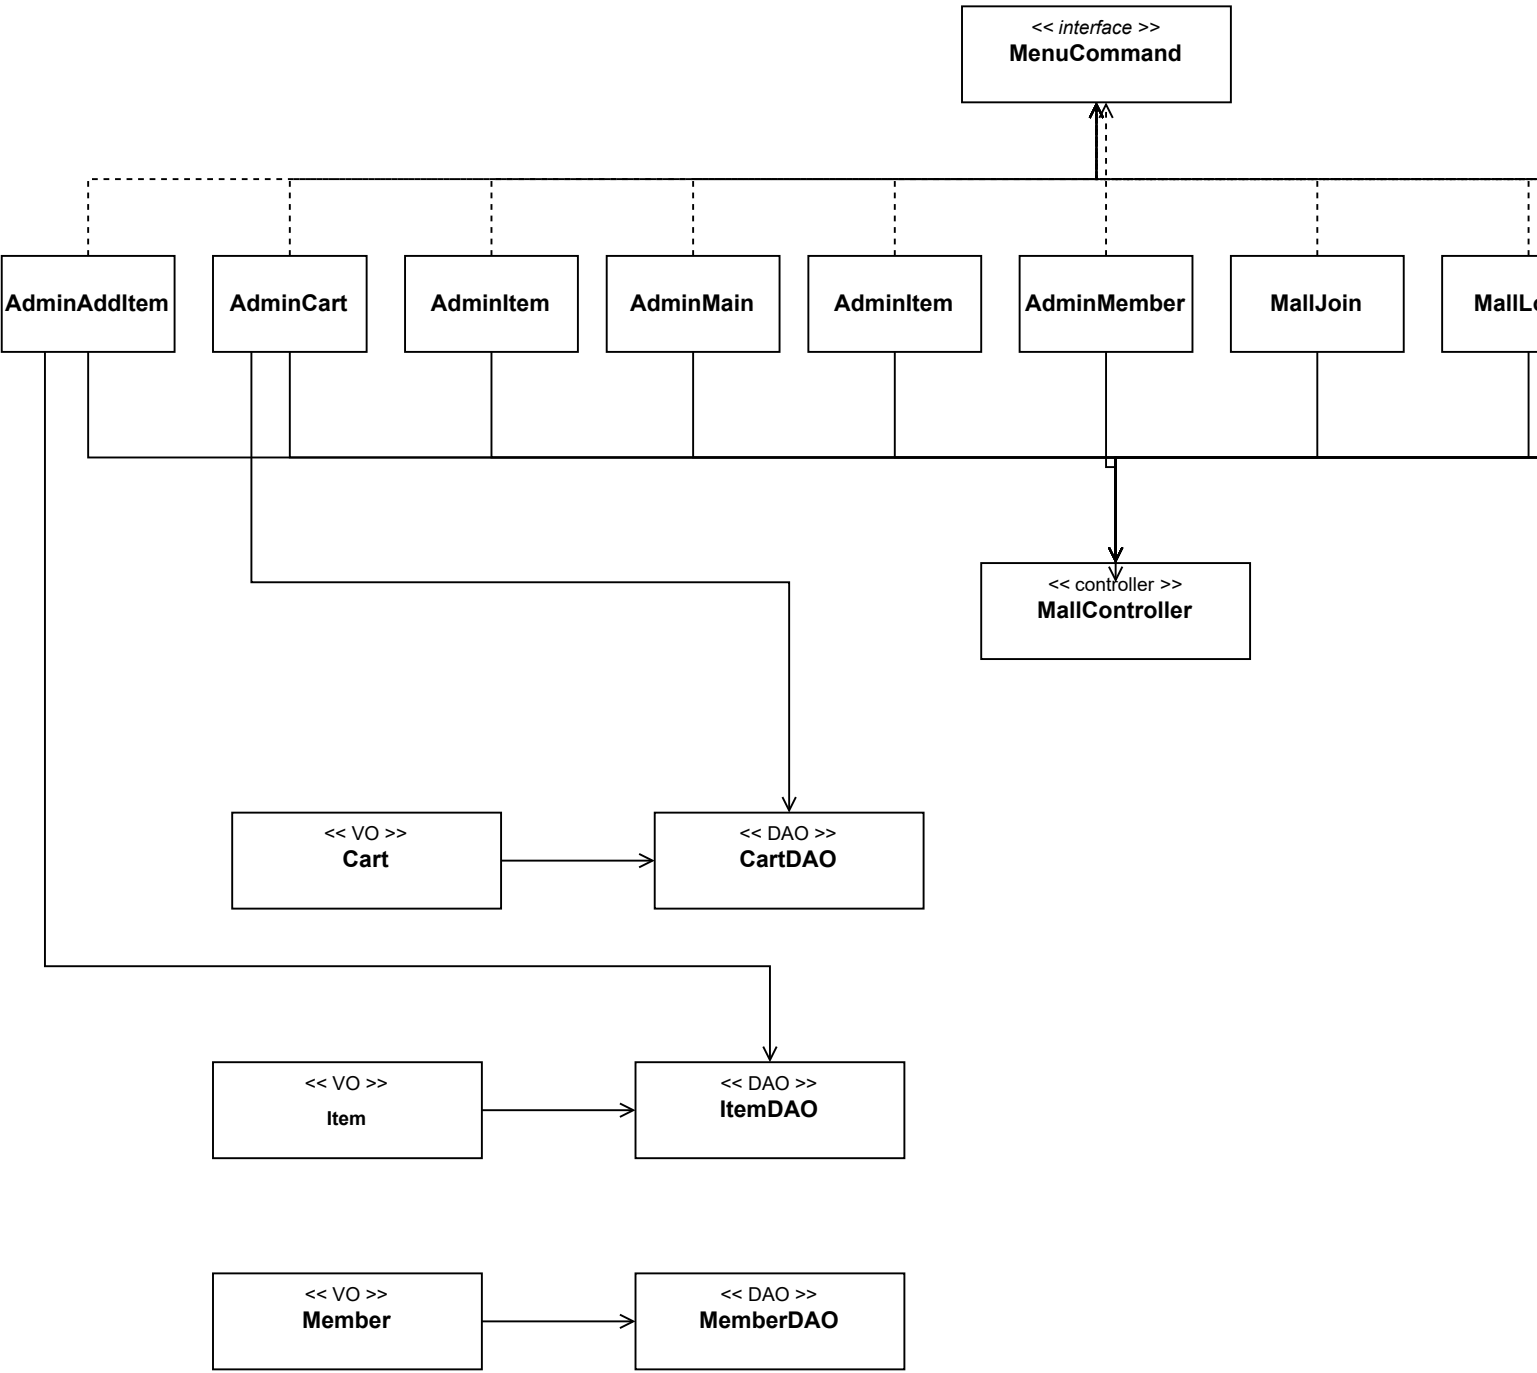 << interface >>
MenuCommand
AdminAddItem
AdminCart
AdminItem
AdminMain
AdminItem
AdminMember
MallJoin
<< controller >>
MallController
<< VO >>
Cart
<< DAO >>
CartDAO
<< VO >>
Item
<< DAO >>
ItemDAO
<< VO >>
Member
<< DAO >>
MemberDAO